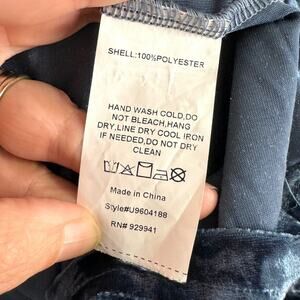 SHELL:100%POLYESTER
HAND WASH COLD,DO
NOT BLEACH,HANG
DRY,LINE DRY COOL IRON
IF NEEDED,DO NOT DRY
CLEAN
Made in China
Style#U9604188
RN# 929941